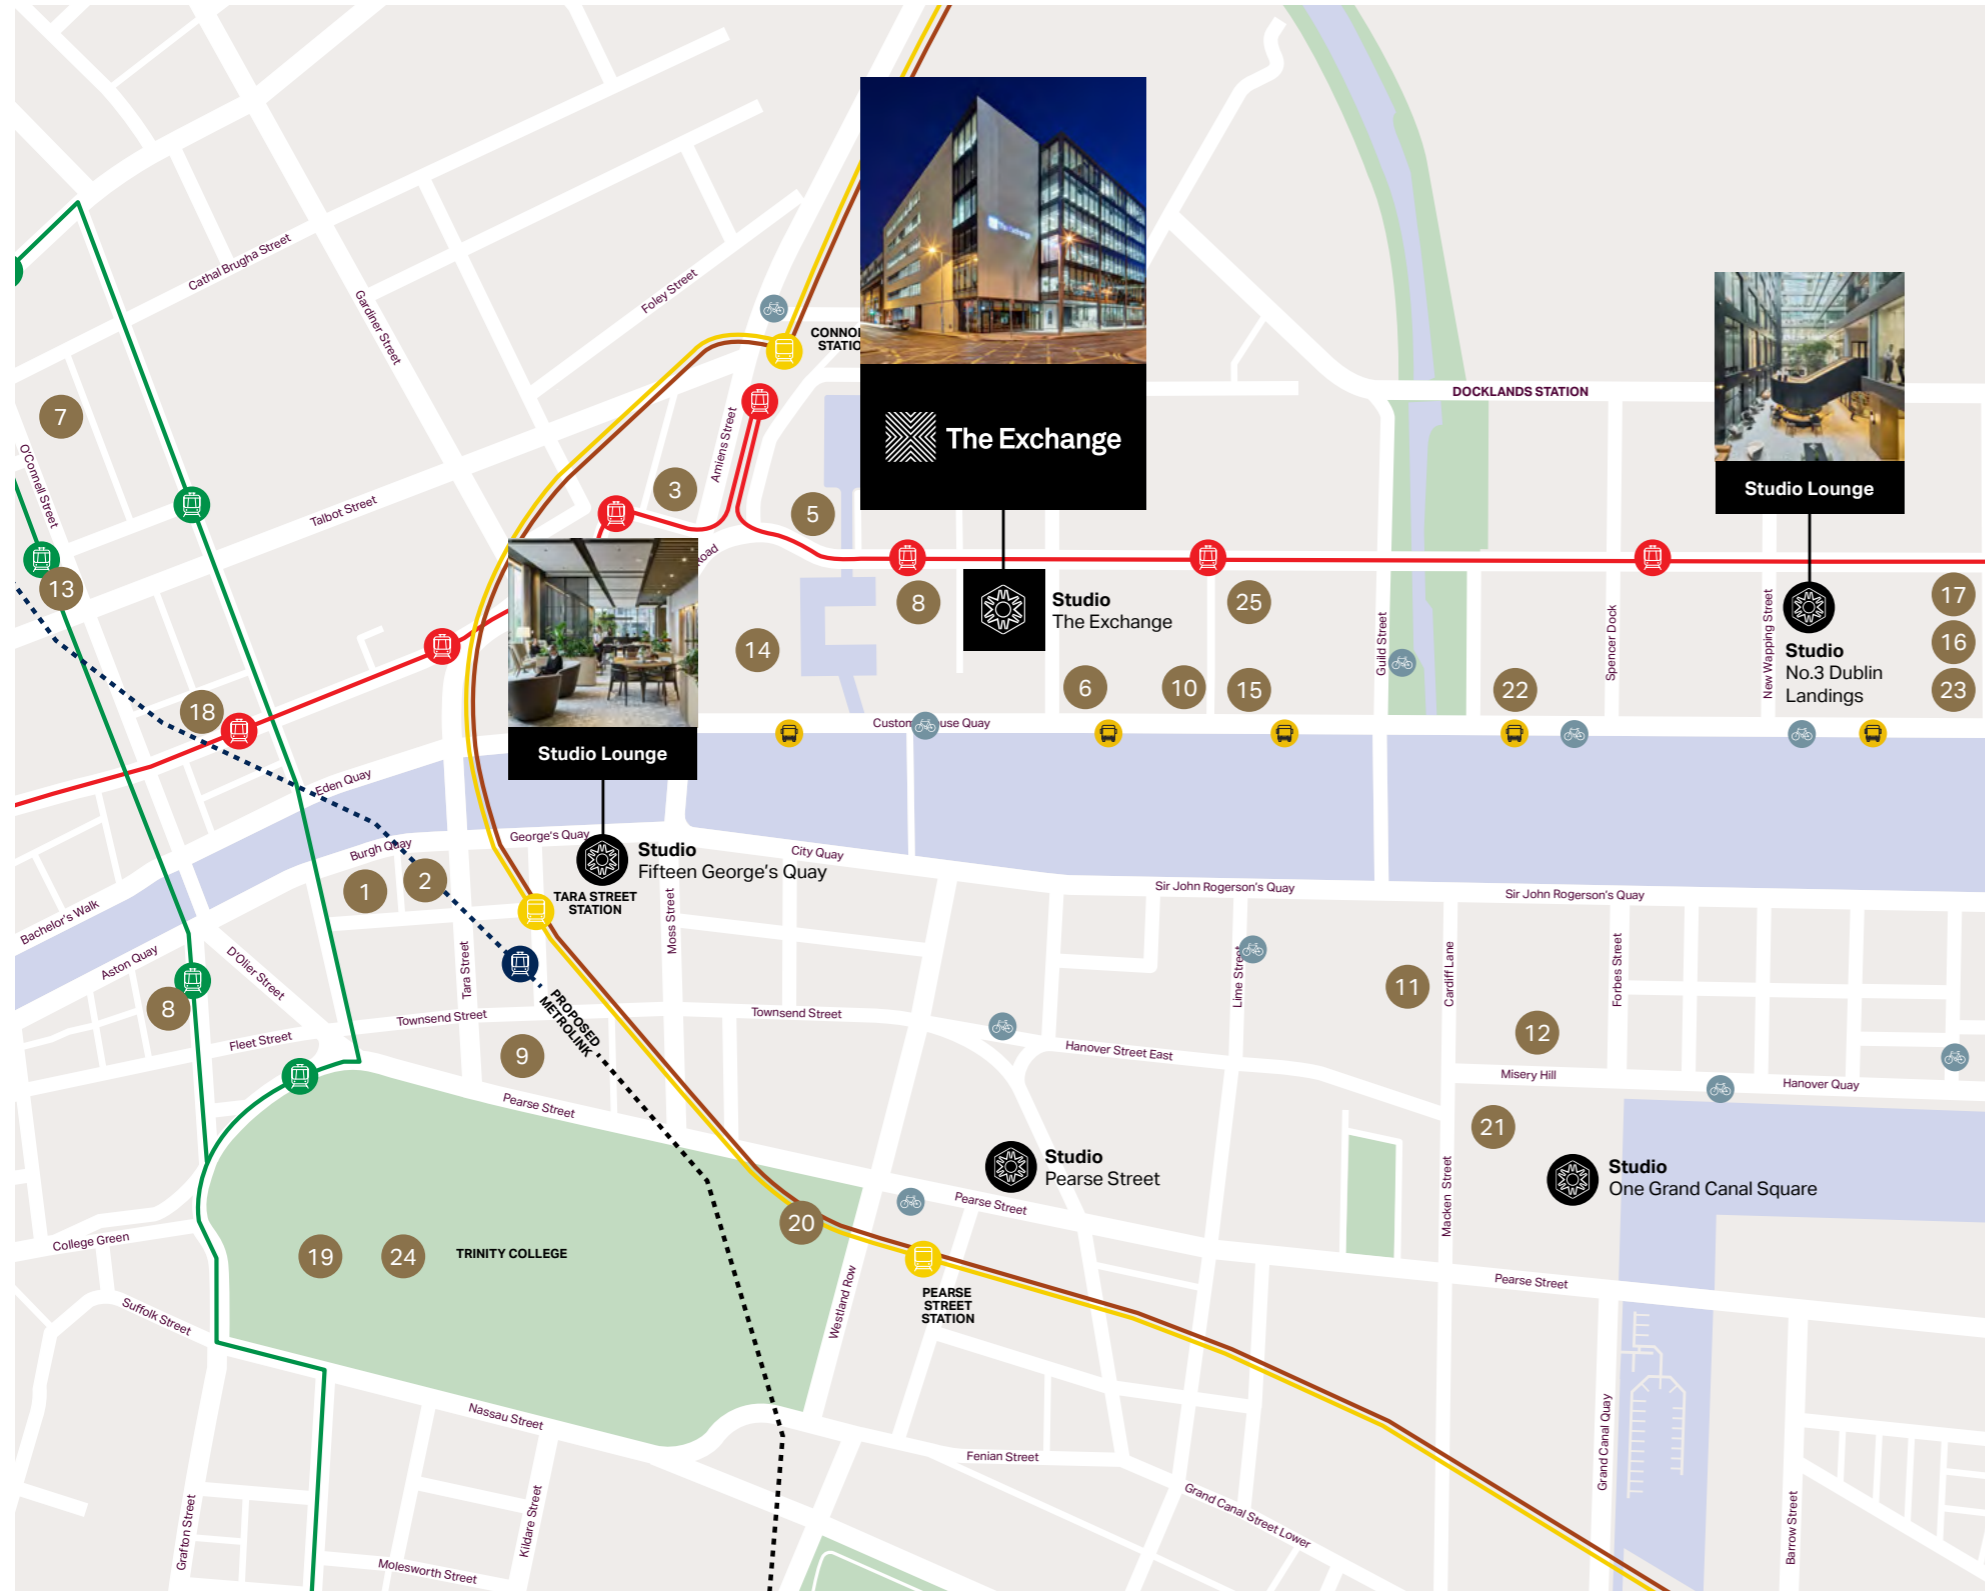 Cathal Brugha Street
Gardiner Street
Foley Street
CONNO
STATIO
The Exchange
DOCKLANDS STATION
Studio Lounge
7
O'Connell Street
Talbot Street
Amiens Street
3
5
Road
13
8
Studio
The Exchange
25
Guild Street
Spencer Dock
New Wapping Street
17
16
23
Studio
No.3 Dublin
Landings
14
6
10
15
22
18
Custom
use Quay
Studio Lounge
Eden Quay
Burgh Quay
George's Quay
City Quay
Studio
Fifteen George's Quay
TARA STREET
STATION
1
2
Sir John Rogerson's Quay
Sir John Rogerson's Quay
Bachelor's Walk
Aston Quay
D'Olier Street
Tara Street
Moss Street
Lime Street
Cardiff Lane
Forbes Street
11
12
8
PROPOSED
METROLINK
Fleet Street
Townsend Street
Townsend Street
9
Hanover Street East
Misery Hill
Hanover Quay
Pearse Street
21
Studio
Pearse Street
Pearse Street
Macken Street
Studio
One Grand Canal Square
20
19
24
TRINITY COLLEGE
College Green
Suffolk Street
Westland Row
PEARSE
STREET
STATION
Pearse Street
Nassau Street
Fenian Street
Grand Canal Street Lower
Grand Canal Quay
Barrow Street
Grafton Street
Kildare Street
Molesworth Street